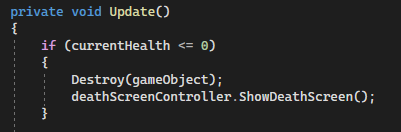 private void Update()
{
    if (currentHealth <= 0)
    {
        Destroy(gameObject);
        deathScreenController.ShowDeathScreen();
    }